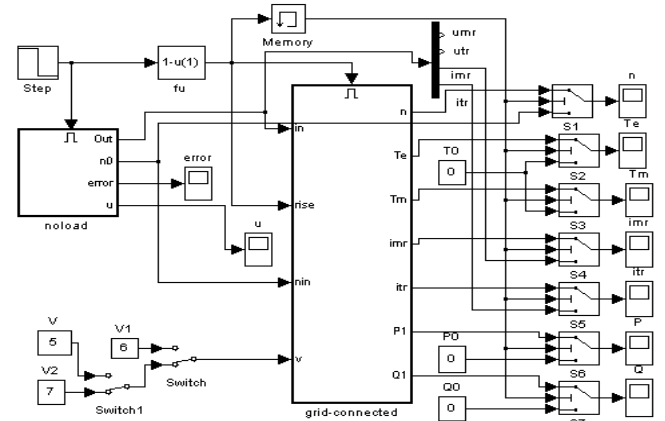 Step
1-u(1)
fu
Memory
umr
utr
imr
itr
n
Te
Tm
imr
itr
P
Q
S1
S2
S3
S4
S5
S6
T0
0
P0
0
Q0
0
Out
n0
error
u
noload
error
u
in
rise
nin
v
n
Te
Tm
imr
itr
P1
Q1
grid-connected
V
5
V1
6
V2
7
Switch
Switch1